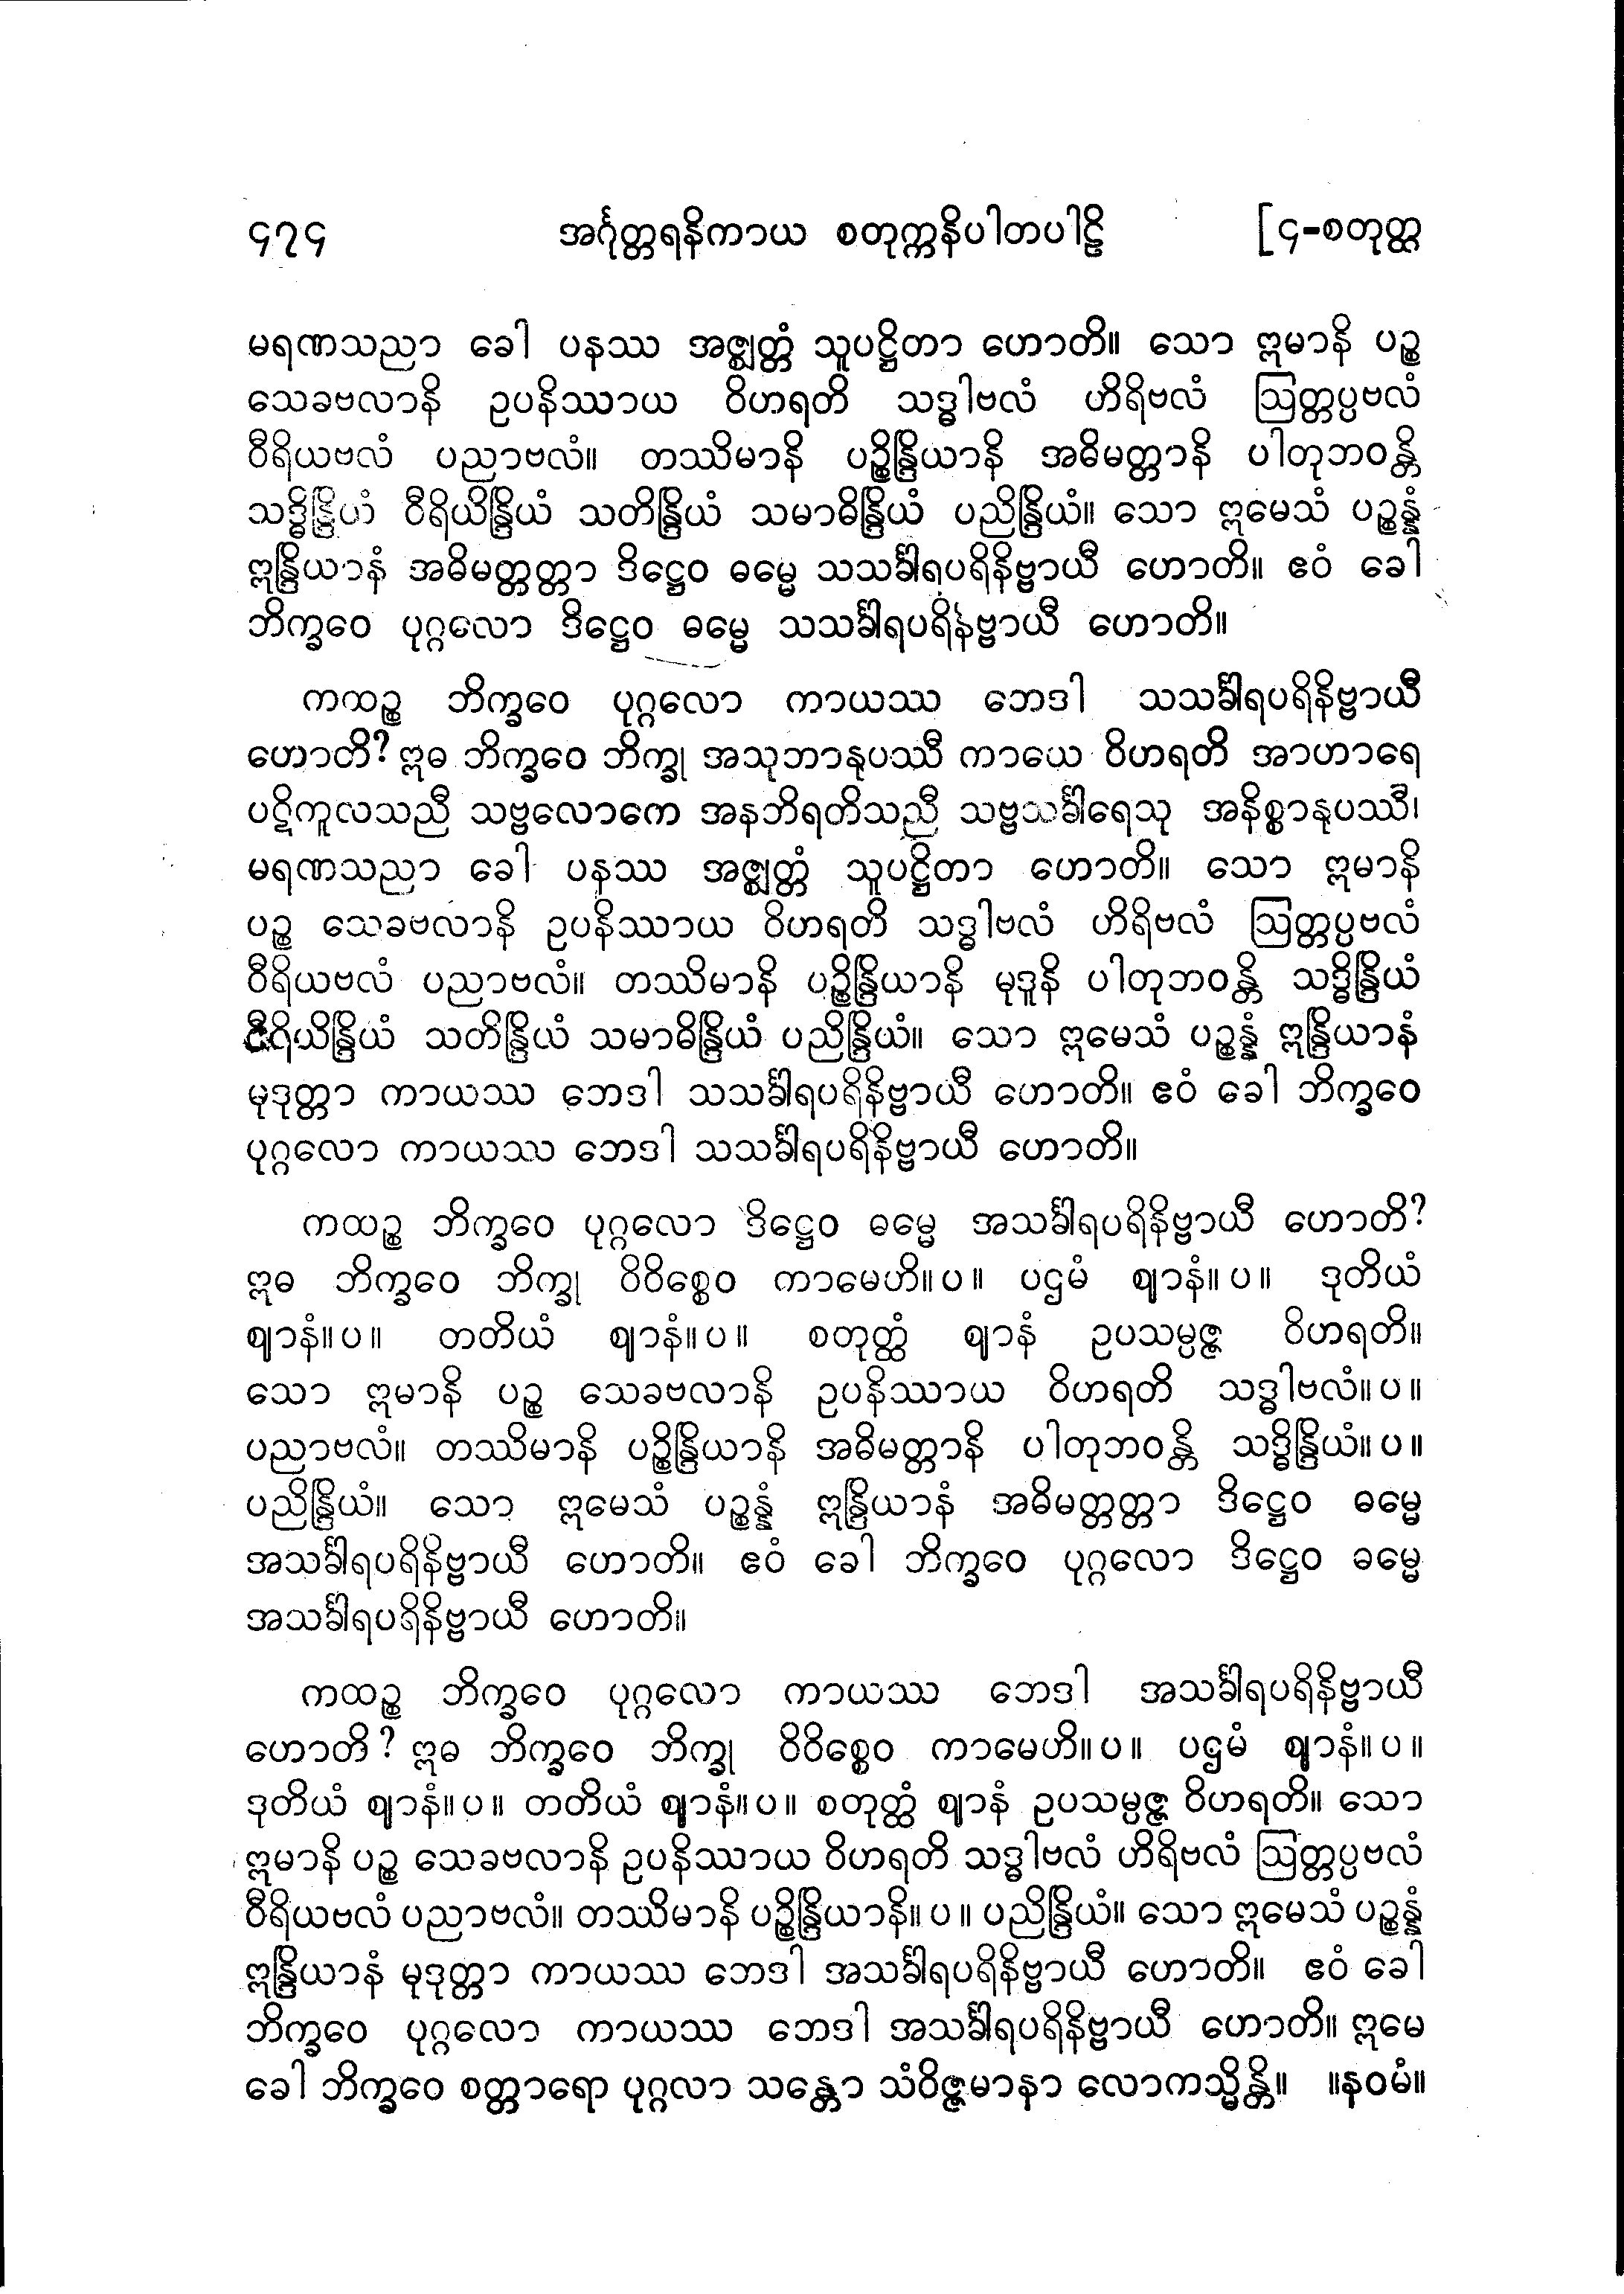 ၄၇၄ အင်္ဂုတ္တရနိကာယ စတုက္ကနိပါတပါဠိ [၄-စတုတ္ထ
မရဏသညာ ခေါ ပနဿ အဇ္ဈတ္တံ သူပဋ္ဌိတာ ဟောတိ။ သော ဣမာနိ ပဉ္စ
သေခဗလာနိ ဥပနိဿာယ ဝိဟရတိ သဒ္ဓါဗလံ ဟိရိဗလံ ဩတ္တပ္ပဗလံ
ဝီရိယဗလံ ပညာဗလံ။ တဿိမာနိ ပဉ္စိန္ဒြိယာနိ အဓိမတ္တာနိ ပါတုဘဝန္တိ
သဒ္ဓိန္ဒြိယံ ဝီရိယိန္ဒြိယံ သတိန္ဒြိယံ သမာဓိန္ဒြိယံ ပညိန္ဒြိယံ။ သော ဣမေသံ ပဉ္စန္နံ
ဣန္ဒြိယာနံ အဓိမတ္တတ္တာ ဒိဋ္ဌေဝ ဓမ္မေ သသင်္ခါရပရိနိဗ္ဗာယီ ဟောတိ။ ဧဝံ ခေါ
ဘိက္ခဝေ ပုဂ္ဂလော ဒိဋ္ဌေဝ ဓမ္မေ သသင်္ခါရပရိနိဗ္ဗာယီ ဟောတိ။
ကထဉ္စ ဘိက္ခဝေ ပုဂ္ဂလော ကာယဿ ဘေဒါ သသင်္ခါရပရိနိဗ္ဗာယီ
ဟောတိ? ဣဓ ဘိက္ခဝေ ဘိက္ခု အသုဘာနုပဿီ ကာယေ ဝိဟရတိ အာဟာရေ
ပဋိကူလသညီ သဗ္ဗလောကေ အနဘိရတိသညီ သဗ္ဗသင်္ခါရေသု အနိစ္စာနုပဿီ၊
မရဏသညာ ခေါ ပနဿ အဇ္ဈတ္တံ သူပဋ္ဌိတာ ဟောတိ။ သော ဣမာနိ
ပဉ္စ သေခဗလာနိ ဥပနိဿာယ ဝိဟရတိ သဒ္ဓါဗလံ ဟိရိဗလံ ဩတ္တပ္ပဗလံ
ဝီရိယဗလံ ပညာဗလံ။ တဿိမာနိ ပဉ္စိန္ဒြိယာနိ မုဒူနိ ပါတုဘဝန္တိ သဒ္ဓိန္ဒြိယံ
ဝီရိယိန္ဒြိယံ သတိန္ဒြိယံ သမာဓိန္ဒြိယံ ပညိန္ဒြိယံ။ သော ဣမေသံ ပဉ္စန္နံ ဣန္ဒြိယာနံ
မုဒုတ္တာ ကာယဿ ဘေဒါ သသင်္ခါရပရိနိဗ္ဗာယီ ဟောတိ။ ဧဝံ ခေါ ဘိက္ခဝေ
ပုဂ္ဂလော ကာယဿ ဘေဒါ သသင်္ခါရပရိနိဗ္ဗာယီ ဟောတိ။
ကထဉ္စ ဘိက္ခဝေ ပုဂ္ဂလော ဒိဋ္ဌေဝ ဓမ္မေ အသင်္ခါရပရိနိဗ္ဗာယီ ဟောတိ?
ဣဓ ဘိက္ခဝေ ဘိက္ခု ဝိဝိစ္စေဝ ကာမေဟိ။ပ။ ပဌမံ ဈာနံ။ပ။ ဒုတိယံ
ဈာနံ။ပ။ တတိယံ ဈာနံ။ပ။ စတုတ္ထံ ဈာနံ ဥပသမ္ပဇ္ဇ ဝိဟရတိ။
သော ဣမာနိ ပဉ္စ သေခဗလာနိ ဥပနိဿာယ ဝိဟရတိ သဒ္ဓါဗလံ။ပ။
ပညာဗလံ။ တဿိမာနိ ပဉ္စိန္ဒြိယာနိ အဓိမတ္တာနိ ပါတုဘဝန္တိ သဒ္ဓိန္ဒြိယံ။ပ။
ပညိန္ဒြိယံ။ သော ဣမေသံ ပဉ္စန္နံ ဣန္ဒြိယာနံ အဓိမတ္တတ္တာ ဒိဋ္ဌေဝ ဓမ္မေ
အသင်္ခါရပရိနိဗ္ဗာယီ ဟောတိ။ ဧဝံ ခေါ ဘိက္ခဝေ ပုဂ္ဂလော ဒိဋ္ဌေဝ ဓမ္မေ
အသင်္ခါရပရိနိဗ္ဗာယီ ဟောတိ။
ကထဉ္စ ဘိက္ခဝေ ပုဂ္ဂလော ကာယဿ ဘေဒါ အသင်္ခါရပရိနိဗ္ဗာယီ
ဟောတိ? ဣဓ ဘိက္ခဝေ ဘိက္ခု ဝိဝိစ္စေဝ ကာမေဟိ။ပ။ ပဌမံ ဈာနံ။ပ။
ဒုတိယံ ဈာနံ။ပ။ တတိယံ ဈာနံ။ပ။ စတုတ္ထံ ဈာနံ ဥပသမ္ပဇ္ဇ ဝိဟရတိ။ သော
ဣမာနိ ပဉ္စ သေခဗလာနိ ဥပနိဿာယ ဝိဟရတိ သဒ္ဓါဗလံ ဟိရိဗလံ ဩတ္တပ္ပဗလံ
ဝီရိယဗလံ ပညာဗလံ။ တဿိမာနိ ပဉ္စိန္ဒြိယာနိ။ပ။ ပညိန္ဒြိယံ။ သော ဣမေသံ ပဉ္စန္နံ
ဣန္ဒြိယာနံ မုဒုတ္တာ ကာယဿ ဘေဒါ အသင်္ခါရပရိနိဗ္ဗာယီ ဟောတိ။ ဧဝံ ခေါ
ဘိက္ခဝေ ပုဂ္ဂလော ကာယဿ ဘေဒါ အသင်္ခါရပရိနိဗ္ဗာယီ ဟောတိ။ ဣမေ
ခေါ ဘိက္ခဝေ စတ္တာရော ပုဂ္ဂလာ သန္တော သံဝိဇ္ဇမာနာ လောကသ္မိန္တိ။ ။နဝမံ။